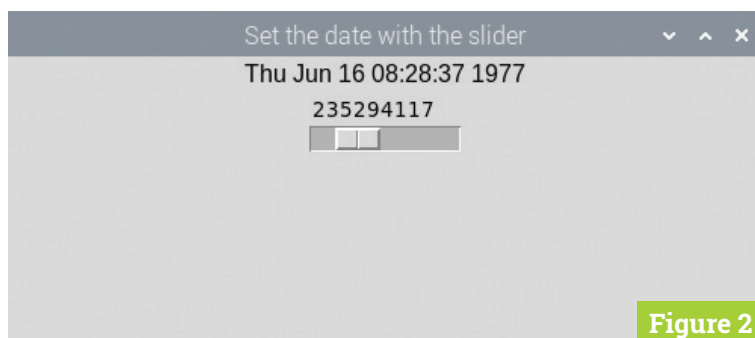 Set the date with the slider
Thu Jun 16 08:28:37 1977
235294117
Figure 2